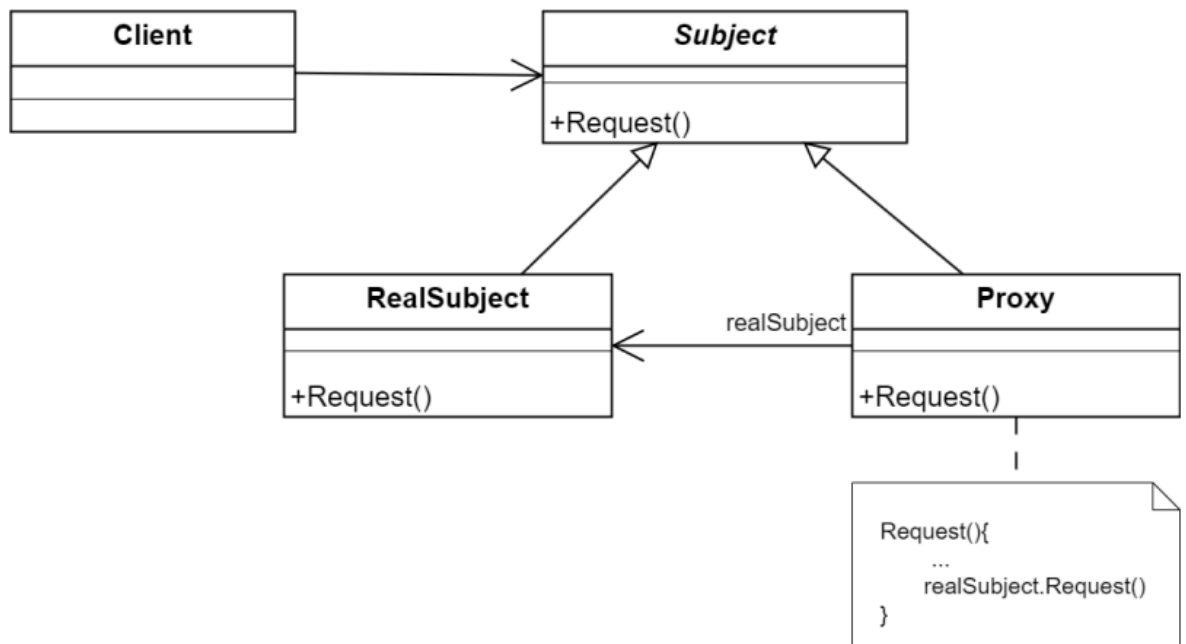 Client
Subject
+Request()
RealSubject
+Request()
realSubject
Proxy
+Request()
Request(){
...
realSubject.Request()
}